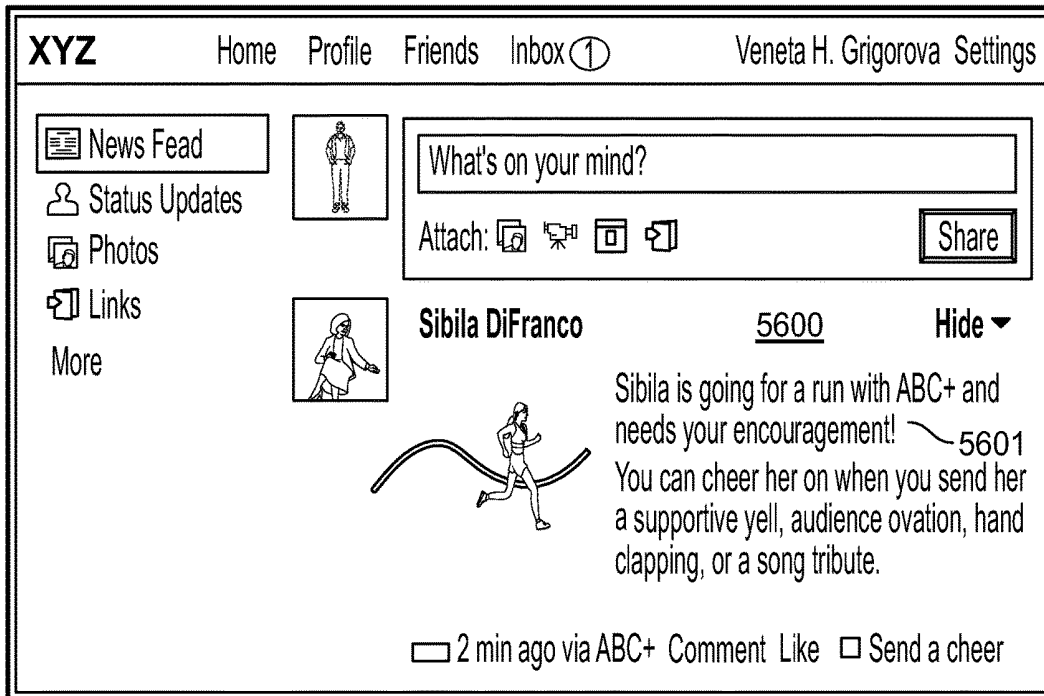 XYZ Home Profile Friends Inbox 1 Veneta H. Grigorova Settings
News Fead
Status Updates
Photos
Links
More
What's on your mind?
Attach: Share
Sibila DiFranco 5600 Hide
Sibila is going for a run with ABC+ and
needs your encouragement! 5601
You can cheer her on when you send her
a supportive yell, audience ovation, hand
clapping, or a song tribute.
2 min ago via ABC+ Comment Like Send a cheer